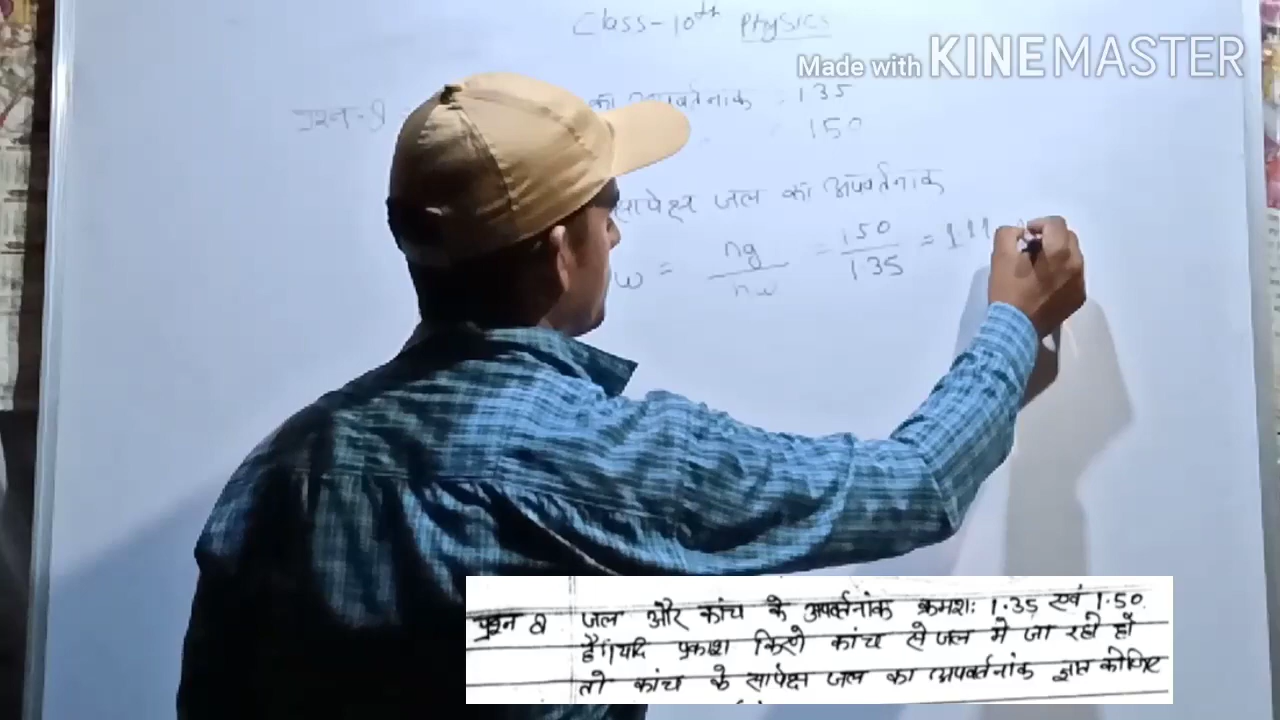 Class-10th Physics
Made with KINEMASTER
प्रश्न-8 का अपवर्तनांक = 1.35
1.50
सापेक्ष जल का अपवर्तनांक
w = ng/nw = 1.50/1.35 = 1.11
प्रश्न 8 जल और कांच के अपवर्तनांक क्रमशः 1.35 एवं 1.50
है। यदि प्रकाश किरणे कांच से जल मे जा रही हों
तो कांच के सापेक्ष जल का अपवर्तनांक ज्ञात कीजिए